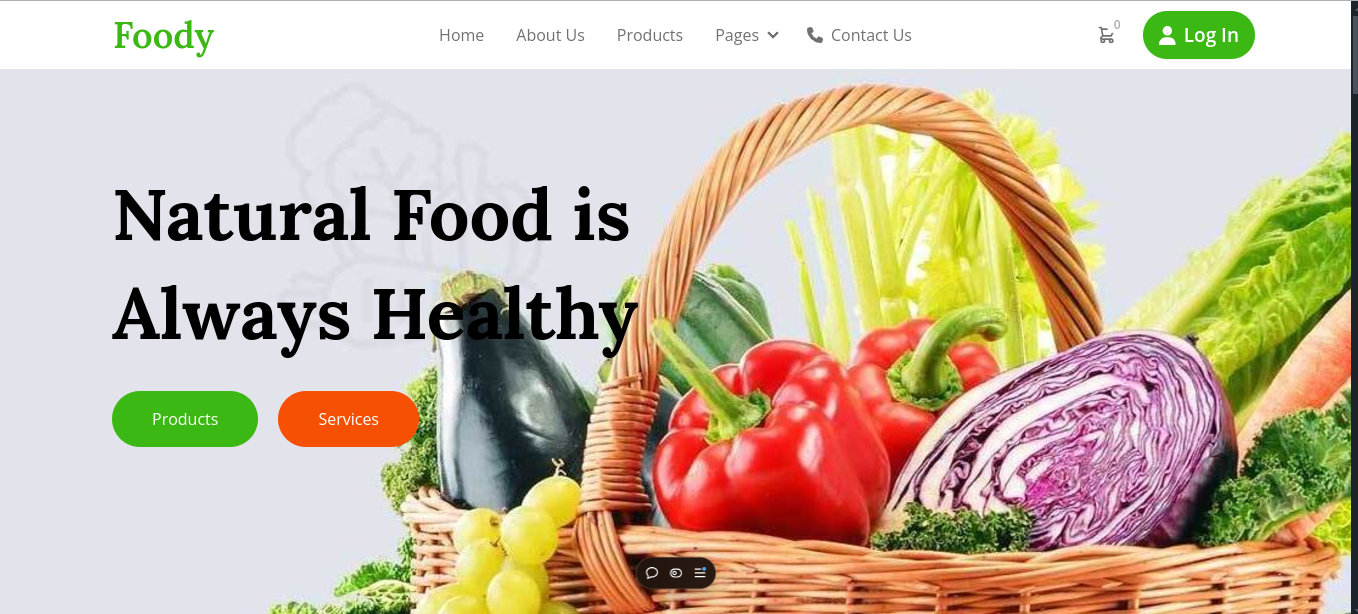 Foody
Home
About Us
Products
Pages
Contact Us
0
Log In
Natural Food is
Always Healthy
Products
Services